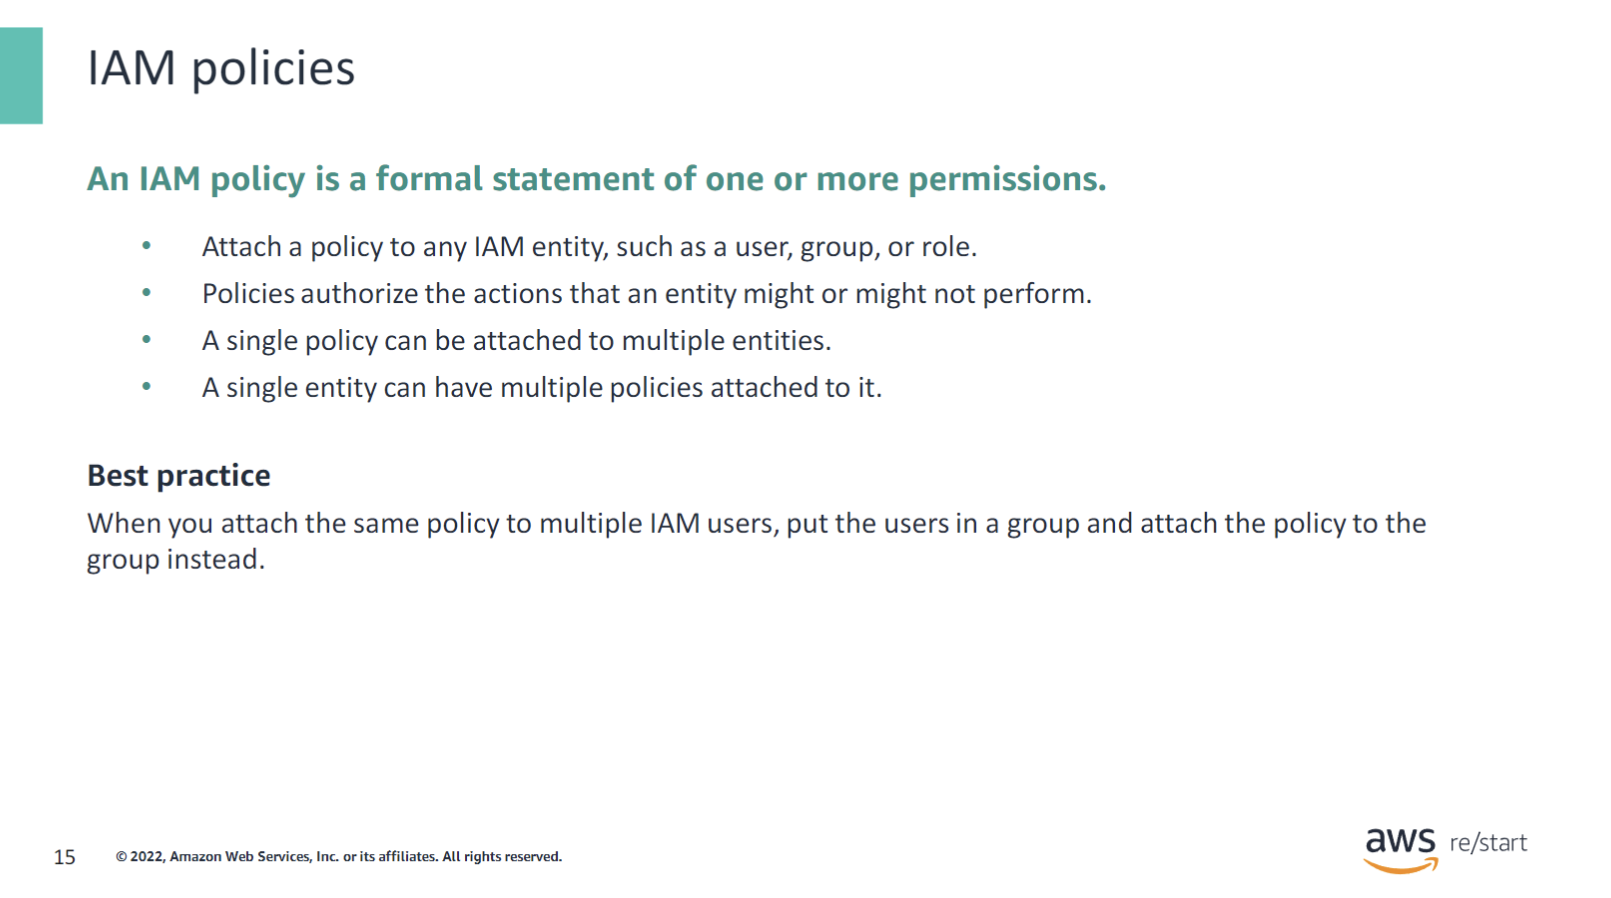 IAM policies
An IAM policy is a formal statement of one or more permissions.
• Attach a policy to any IAM entity, such as a user, group, or role.
• Policies authorize the actions that an entity might or might not perform.
• A single policy can be attached to multiple entities.
• A single entity can have multiple policies attached to it.
Best practice
When you attach the same policy to multiple IAM users, put the users in a group and attach the policy to the
group instead.
15 © 2022, Amazon Web Services, Inc. or its affiliates. All rights reserved.
aws re/start